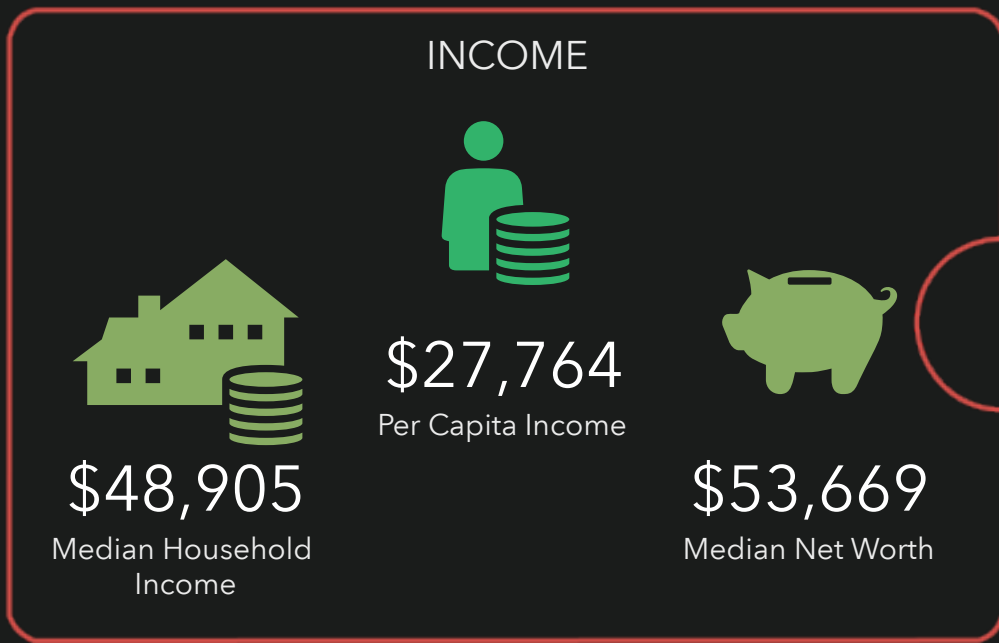 INCOME
$27,764
Per Capita Income
$48,905
Median Household
Income
$53,669
Median Net Worth